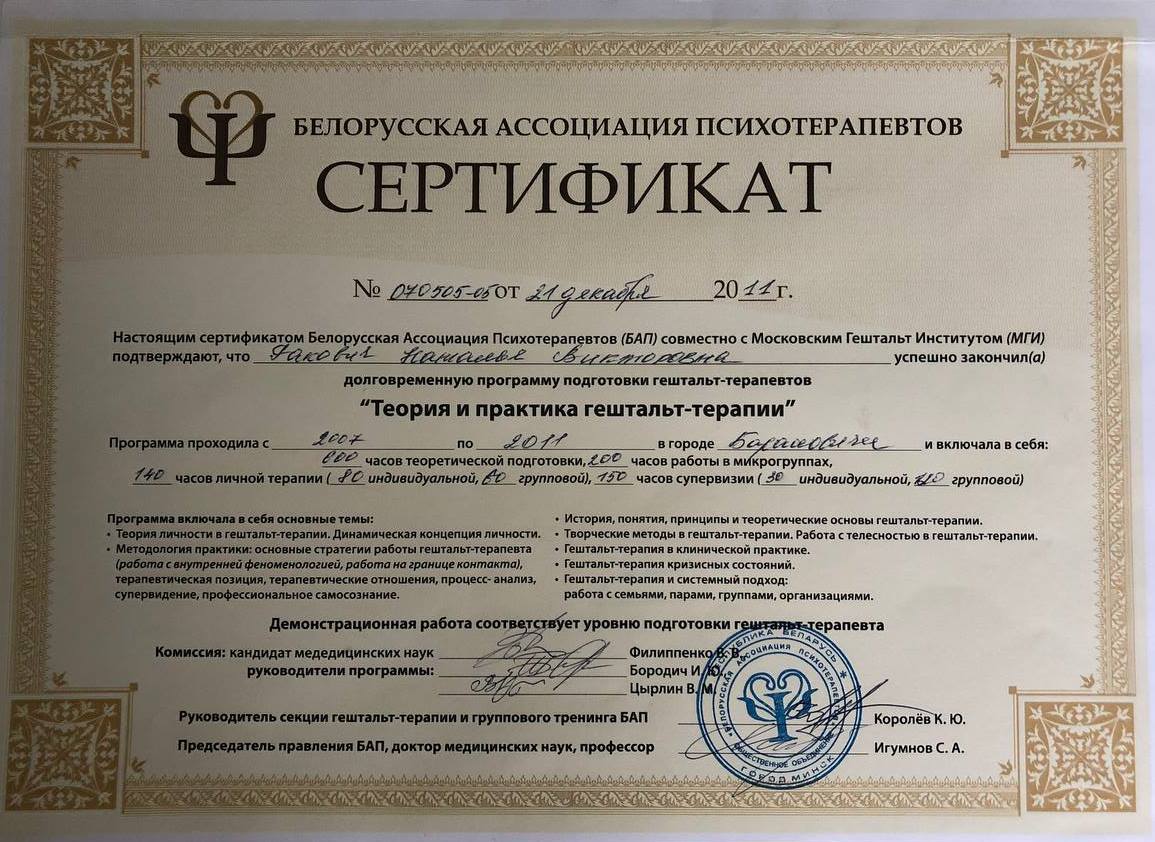 БЕЛОРУССКАЯ АССОЦИАЦИЯ ПСИХОТЕРАПЕВТОВ
СЕРТИФИКАТ
№ 070505-05 от 21 декабря 2011 г.
Настоящим сертификатом Белорусская Ассоциация Психотерапевтов (БАП) совместно с Московским Гештальт Институтом (МГИ)
подтверждают, что Ракович Наталья Викторовна успешно закончил(а)
долговременную программу подготовки гештальт-терапевтов
“Теория и практика гештальт-терапии”
Программа проходила с 2007 по 2011 в городе Барановичи и включала в себя:
600 часов теоретической подготовки, 200 часов работы в микрогруппах,
140 часов личной терапии ( 80 индивидуальной, 60 групповой), 150 часов супервизии ( 30 индивидуальной, 120 групповой)
Программа включала в себя основные темы:
• Теория личности в гештальт-терапии. Динамическая концепция личности.
• Методология практики: основные стратегии работы гештальт-терапевта
(работа с внутренней феноменологией, работа на границе контакта),
терапевтическая позиция, терапевтические отношения, процесс- анализ,
супервидение, профессиональное самосознание.
• История, понятия, принципы и теоретические основы гештальт-терапии.
• Творческие методы в гештальт-терапии. Работа с телесностью в гештальт-терапии.
• Гештальт-терапия в клинической практике.
• Гештальт-терапия кризисных состояний.
• Гештальт-терапия и системный подход:
работа с семьями, парами, группами, организациями.
Демонстрационная работа соответствует уровню подготовки гештальт-терапевта
Комиссия: кандидат медедицинских наук Филиппенко В. В.
руководители программы: Бородич И. Ю.
Цырлин В. М.
Руководитель секции гештальт-терапии и группового тренинга БАП Королёв К. Ю.
Председатель правления БАП, доктор медицинских наук, профессор Игумнов С. А.
РЕСПУБЛИКА БЕЛАРУСЬ
БЕЛОРУССКАЯ АССОЦИАЦИЯ ПСИХОТЕРАПЕВТОВ
ОБЩЕСТВЕННОЕ ОБЪЕДИНЕНИЕ
ГОРОД МИНСК